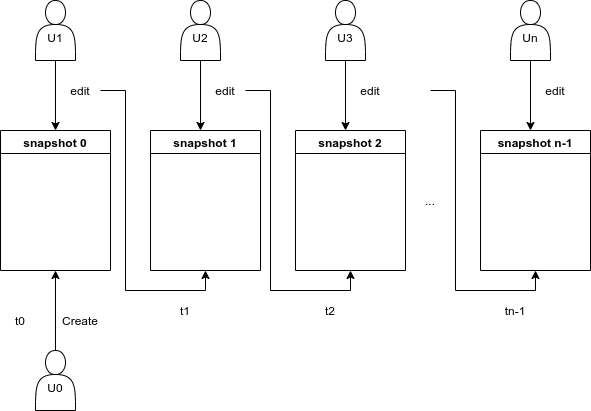 U1 U2 U3 Un
edit edit edit edit
snapshot 0 snapshot 1 snapshot 2 snapshot n-1
...
t0 Create t1 t2 tn-1
U0